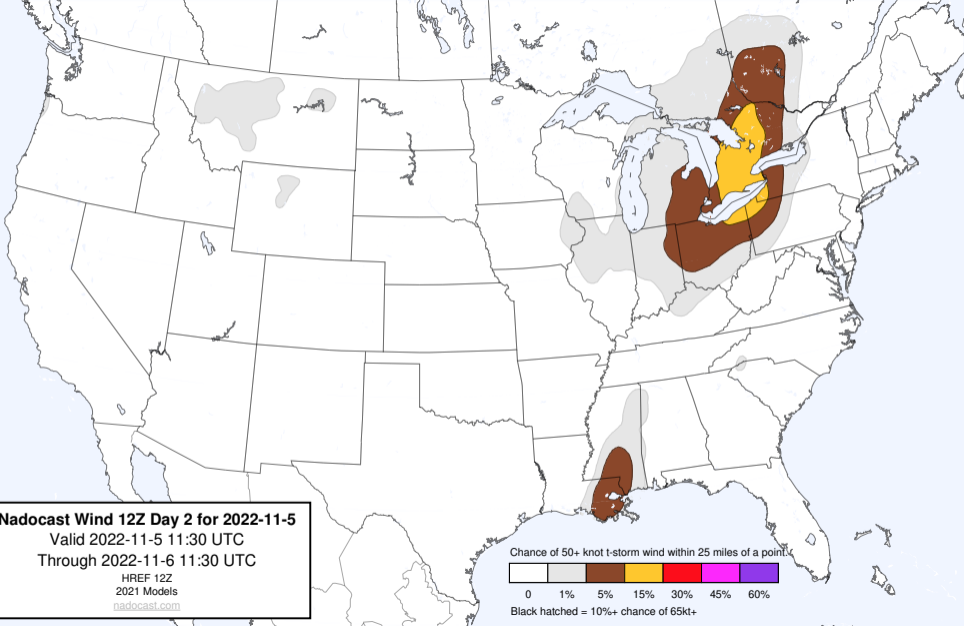 Nadocast Wind 12Z Day 2 for 2022-11-5
Valid 2022-11-5 11:30 UTC
Through 2022-11-6 11:30 UTC
HREF 12Z
2021 Models
nadocast.com
Chance of 50+ knot t-storm wind within 25 miles of a point.
0 1% 5% 15% 30% 45% 60%
Black hatched = 10%+ chance of 65kt+